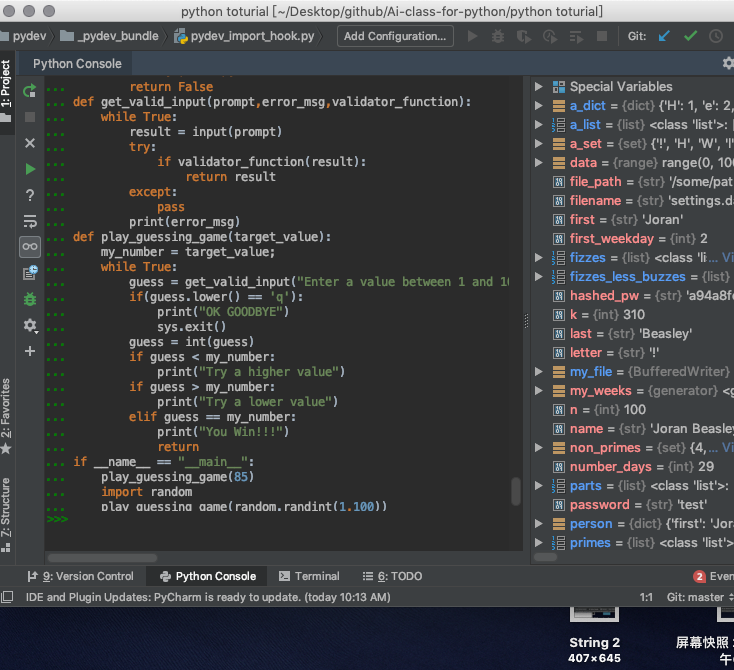 python toturial [~/Desktop/github/Ai-class-for-python/python toturial]
pydev
_pydev_bundle
pydev_import_hook.py
Add Configuration...
Git:
1: Project
Python Console
... return False
... def get_valid_input(prompt,error_msg,validator_function):
... while True:
... result = input(prompt)
... try:
... if validator_function(result):
... return result
... except:
... pass
... print(error_msg)
... def play_guessing_game(target_value):
... my_number = target_value;
... while True:
... guess = get_valid_input("Enter a value between 1 and 10
... if(guess.lower() == 'q'):
... print("OK GOODBYE")
... sys.exit()
... guess = int(guess)
... if guess < my_number:
... print("Try a higher value")
... if guess > my_number:
... print("Try a lower value")
... elif guess == my_number:
... print("You Win!!!")
... return
... if __name__ == "__main__":
... play_guessing_game(85)
... import random
... play_guessing_game(random.randint(1,100))
>>>
Special Variables
a_dict = {dict} {'H': 1, 'e': 2,
a_list = {list} <class 'list'>:
a_set = {set} {'!', 'H', 'W', 'l'
data = {range} range(0, 100
file_path = {str} '/some/pat
filename = {str} 'settings.da
first = {str} 'Joran'
first_weekday = {int} 2
fizzes = {list} <class 'li... Vi
fizzes_less_buzzes = {list}
hashed_pw = {str} 'a94a8f
k = {int} 310
last = {str} 'Beasley'
letter = {str} '!'
my_file = {BufferedWriter}
my_weeks = {generator} <g
n = {int} 100
name = {str} 'Joran Beasley
non_primes = {set} {4,... Vi
number_days = {int} 29
parts = {list} <class 'list'>:
password = {str} 'test'
person = {dict} {'first': 'Jora
primes = {list} <class 'list'>
2: Favorites
7: Structure
9: Version Control
Python Console
Terminal
6: TODO
2 Even
IDE and Plugin Updates: PyCharm is ready to update. (today 10:13 AM)
1:1
Git: master
String 2
407×645
屏幕快照